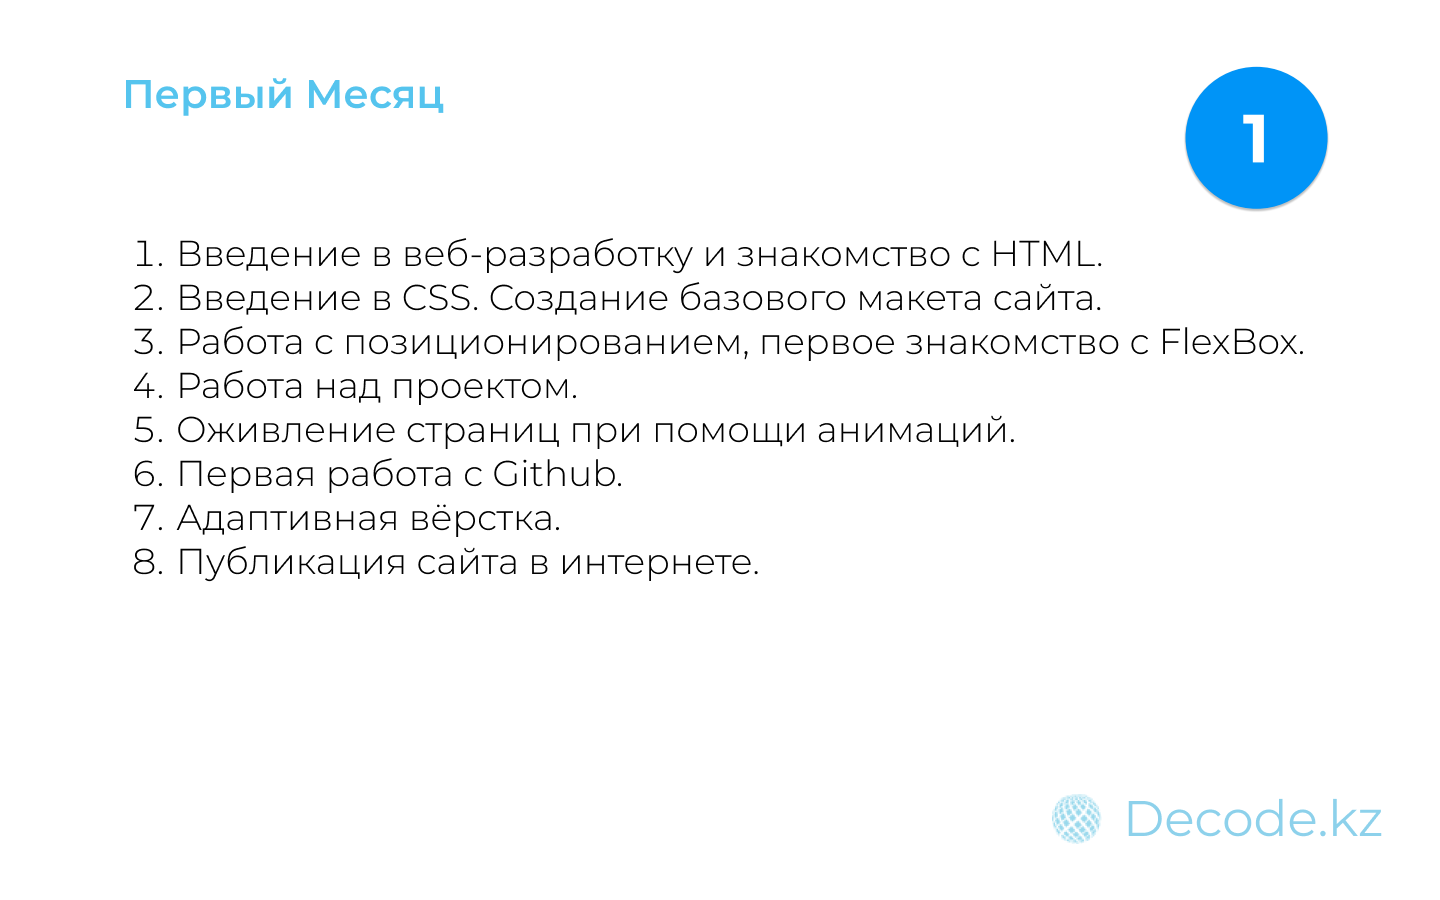 Первый Месяц
1
1. Введение в веб-разработку и знакомство с HTML.
2. Введение в CSS. Создание базового макета сайта.
3. Работа с позиционированием, первое знакомство с FlexBox.
4. Работа над проектом.
5. Оживление страниц при помощи анимаций.
6. Первая работа с Github.
7. Адаптивная вёрстка.
8. Публикация сайта в интернете.
Decode.kz